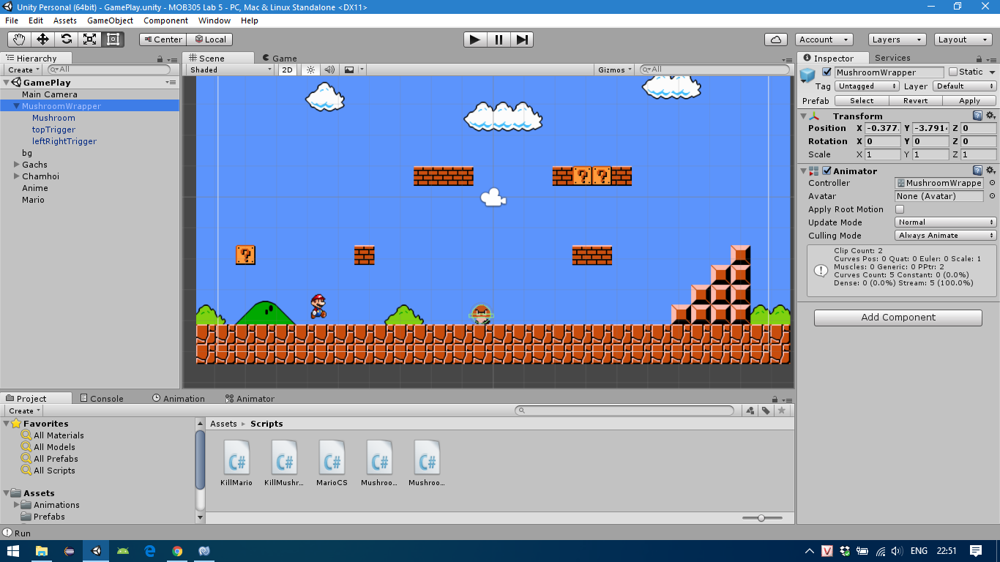 Unity Personal (64bit) - GamePlay.unity - MOB305 Lab 5 - PC, Mac & Linux Standalone <DX11>
File Edit Assets GameObject Component Window Help
Center Local Account Layers Layout
Hierarchy
Create All
GamePlay
Main Camera
MushroomWrapper
Mushroom
topTrigger
leftRightTrigger
bg
Gachs
Chamhoi
Anime
Mario
Scene Game
Shaded 2D Gizmos All
Inspector Services
MushroomWrapper Static
Tag Untagged Layer Default
Prefab Select Revert Apply
Transform
Position X -0.377. Y -3.791 Z 0
Rotation X 0 Y 0 Z 0
Scale X 1 Y 1 Z 1
Animator
Controller MushroomWrappe
Avatar None (Avatar)
Apply Root Motion
Update Mode Normal
Culling Mode Always Animate
Clip Count: 2
Curves Pos: 0 Quat: 0 Euler: 0 Scale: 1
Muscles: 0 Generic: 0 PPtr: 2
Curves Count: 5 Constant: 0 (0.0%)
Dense: 0 (0.0%) Stream: 5 (100.0%)
Add Component
Project Console Animation Animator
Create
Favorites
All Materials
All Models
All Prefabs
All Scripts
Assets
Animations
Prefabs
Assets ▸ Scripts
C# C# C# C# C#
KillMario KillMushr... MarioCS Mushroo... Mushroo...
Run
ENG 22:51